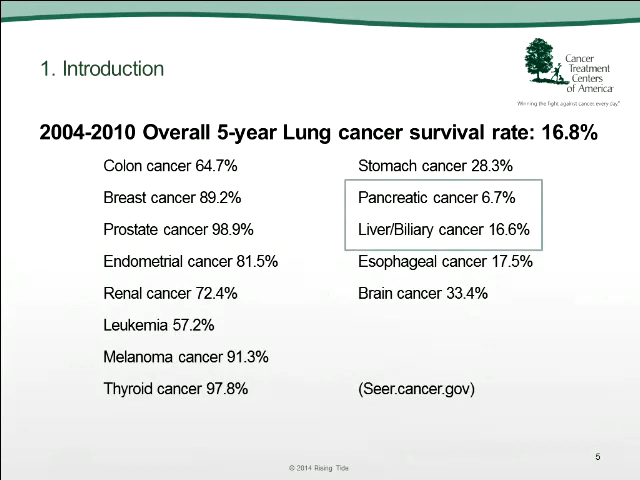 1. Introduction
Cancer
Treatment
Centers
of America
Winning the fight against cancer, every day.®
2004-2010 Overall 5-year Lung cancer survival rate: 16.8%
Colon cancer 64.7%
Breast cancer 89.2%
Prostate cancer 98.9%
Endometrial cancer 81.5%
Renal cancer 72.4%
Leukemia 57.2%
Melanoma cancer 91.3%
Thyroid cancer 97.8%
Stomach cancer 28.3%
Pancreatic cancer 6.7%
Liver/Biliary cancer 16.6%
Esophageal cancer 17.5%
Brain cancer 33.4%
(Seer.cancer.gov)
5
© 2014 Rising Tide